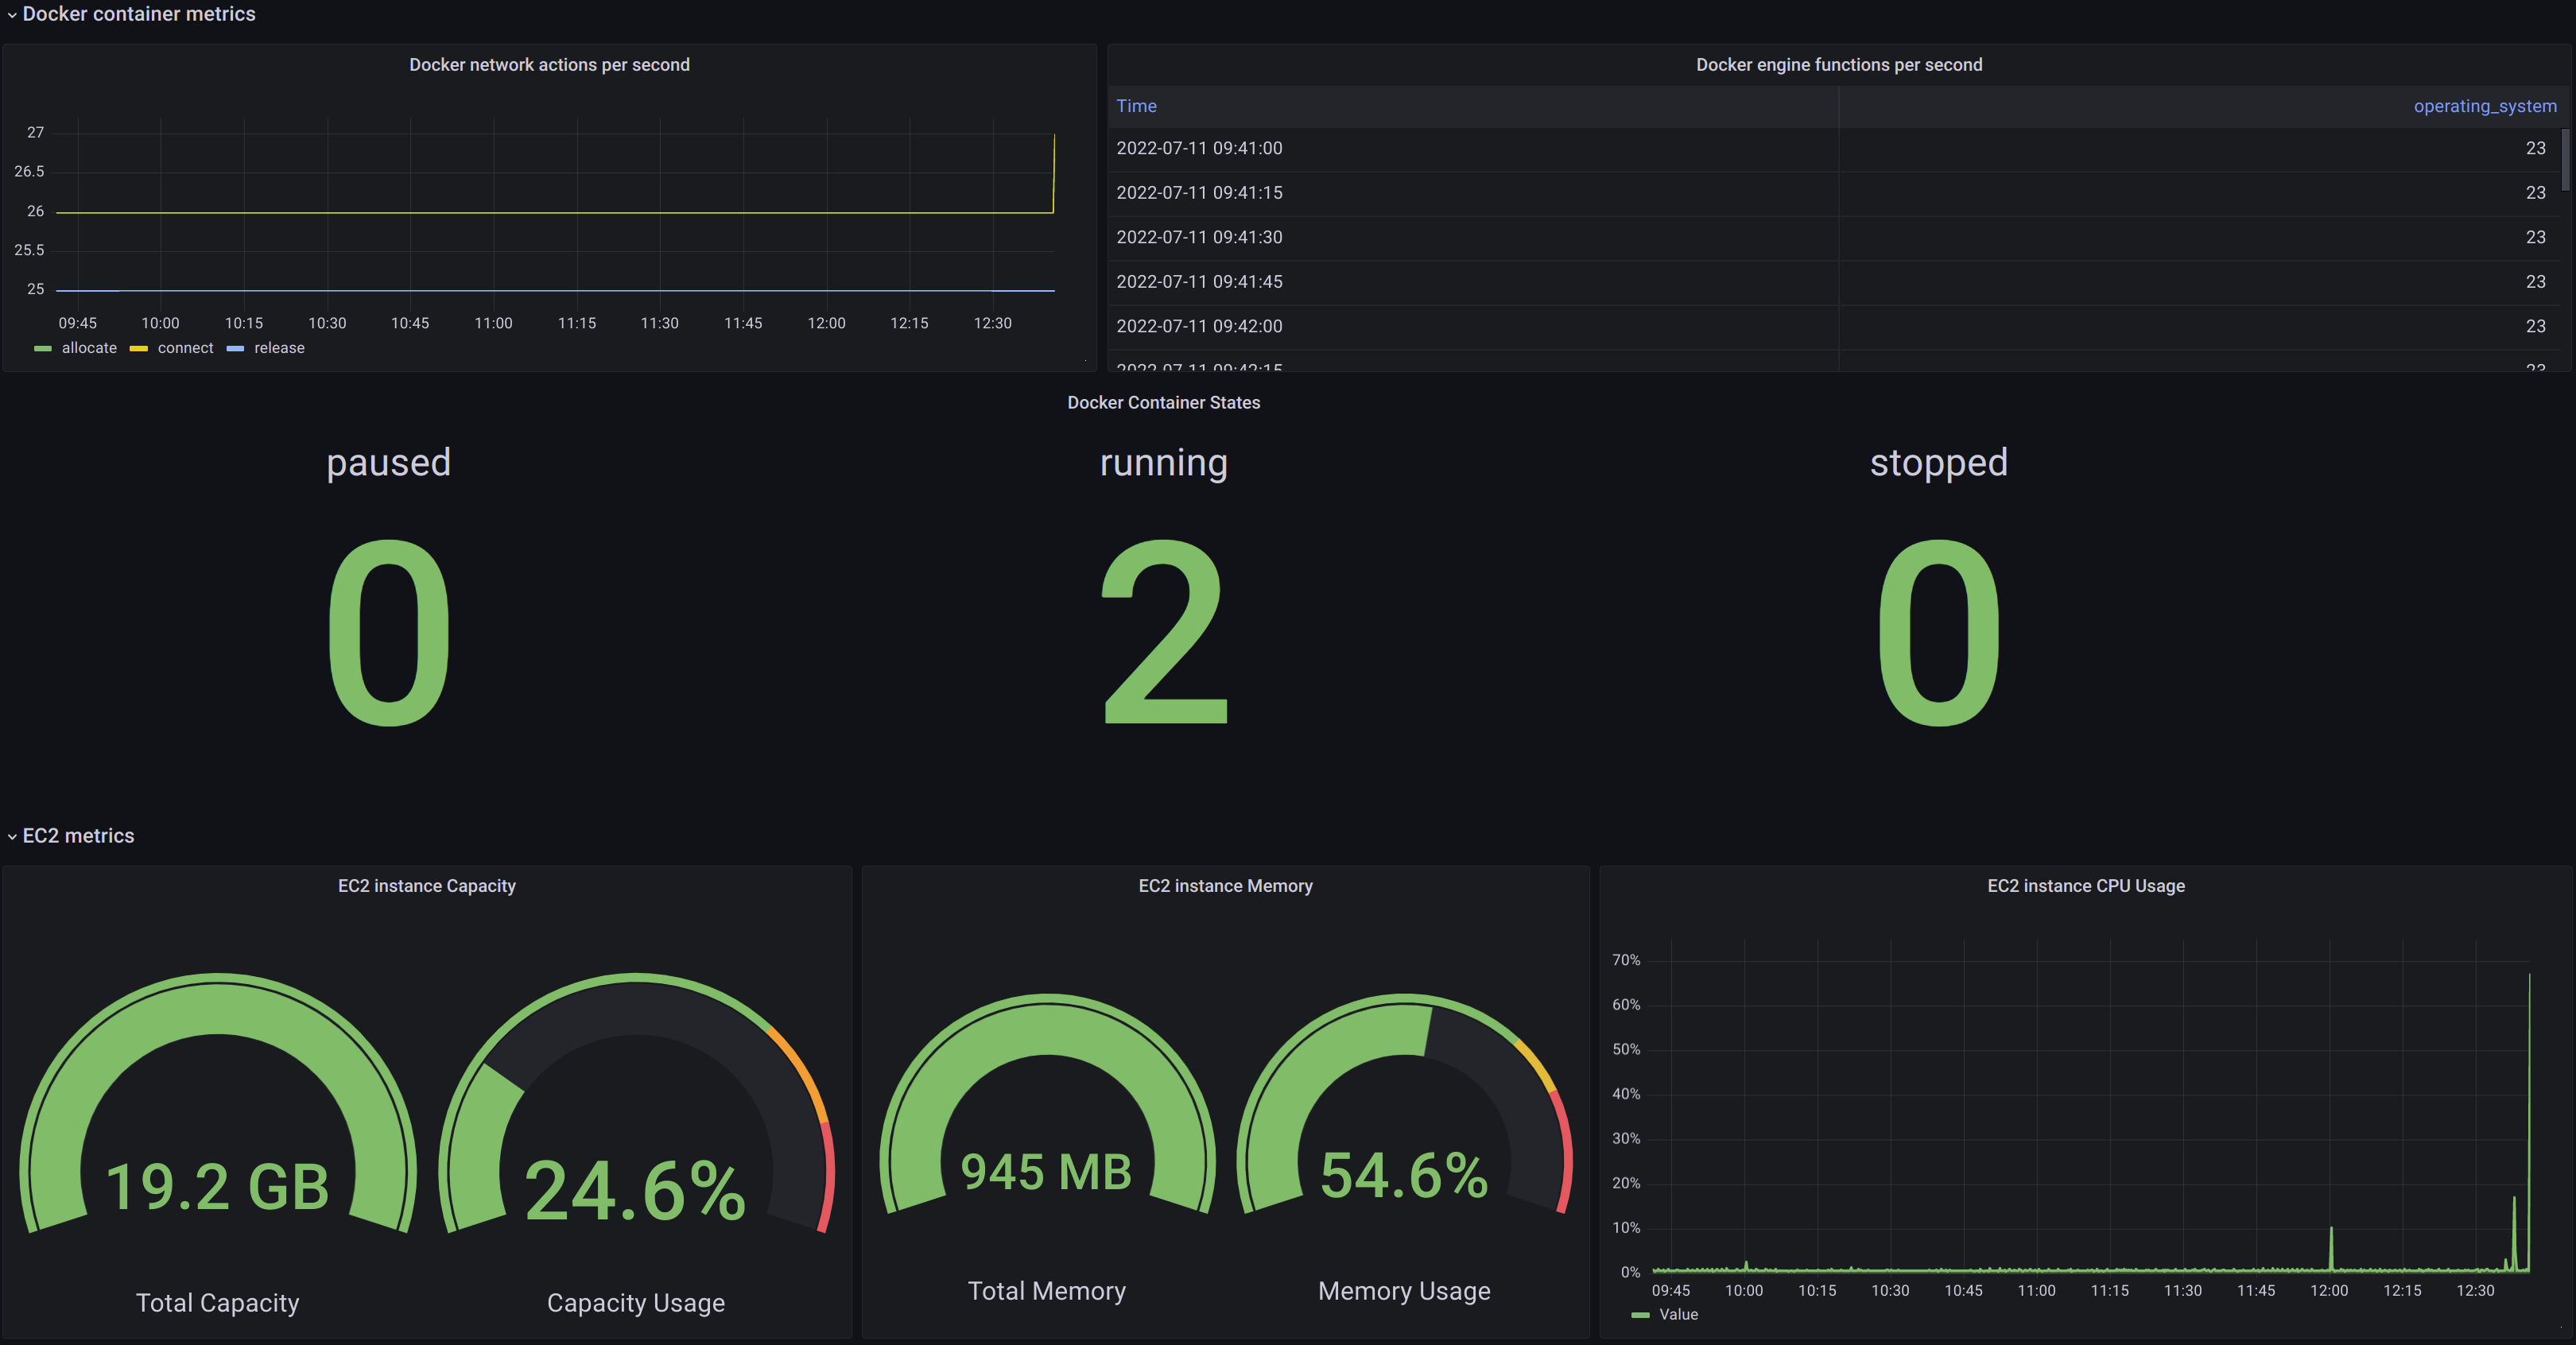 Docker container metrics
Docker network actions per second
27
26.5
26
25.5
25
09:45 10:00 10:15 10:30 10:45 11:00 11:15 11:30 11:45 12:00 12:15 12:30
allocate connect release
Docker engine functions per second
Time operating_system
2022-07-11 09:41:00 23
2022-07-11 09:41:15 23
2022-07-11 09:41:30 23
2022-07-11 09:41:45 23
2022-07-11 09:42:00 23
2022-07-11 09:42:15 23
Docker Container States
paused running stopped
0 2 0
EC2 metrics
EC2 instance Capacity
19.2 GB 24.6%
Total Capacity Capacity Usage
EC2 instance Memory
945 MB 54.6%
Total Memory Memory Usage
EC2 instance CPU Usage
70%
60%
50%
40%
30%
20%
10%
0%
09:45 10:00 10:15 10:30 10:45 11:00 11:15 11:30 11:45 12:00 12:15 12:30
Value